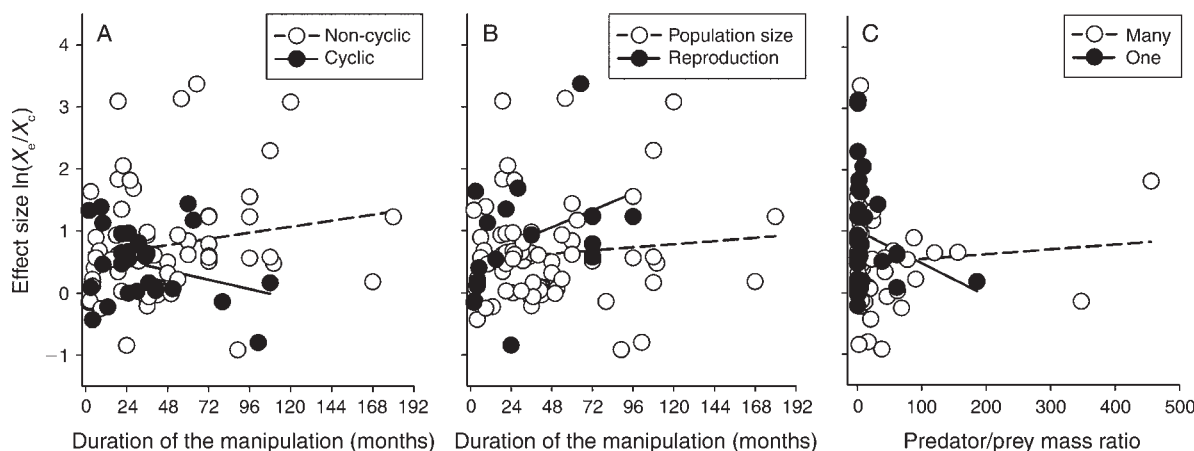 A
Non-cyclic
Cyclic
B
Population size
Reproduction
C
Many
One
Effect size ln(Xe/Xc)
4
3
2
1
0
−1
0 24 48 72 96 120 144 168 192
0 24 48 72 96 120 144 168 192
0 100 200 300 400 500
Duration of the manipulation (months)
Duration of the manipulation (months)
Predator/prey mass ratio